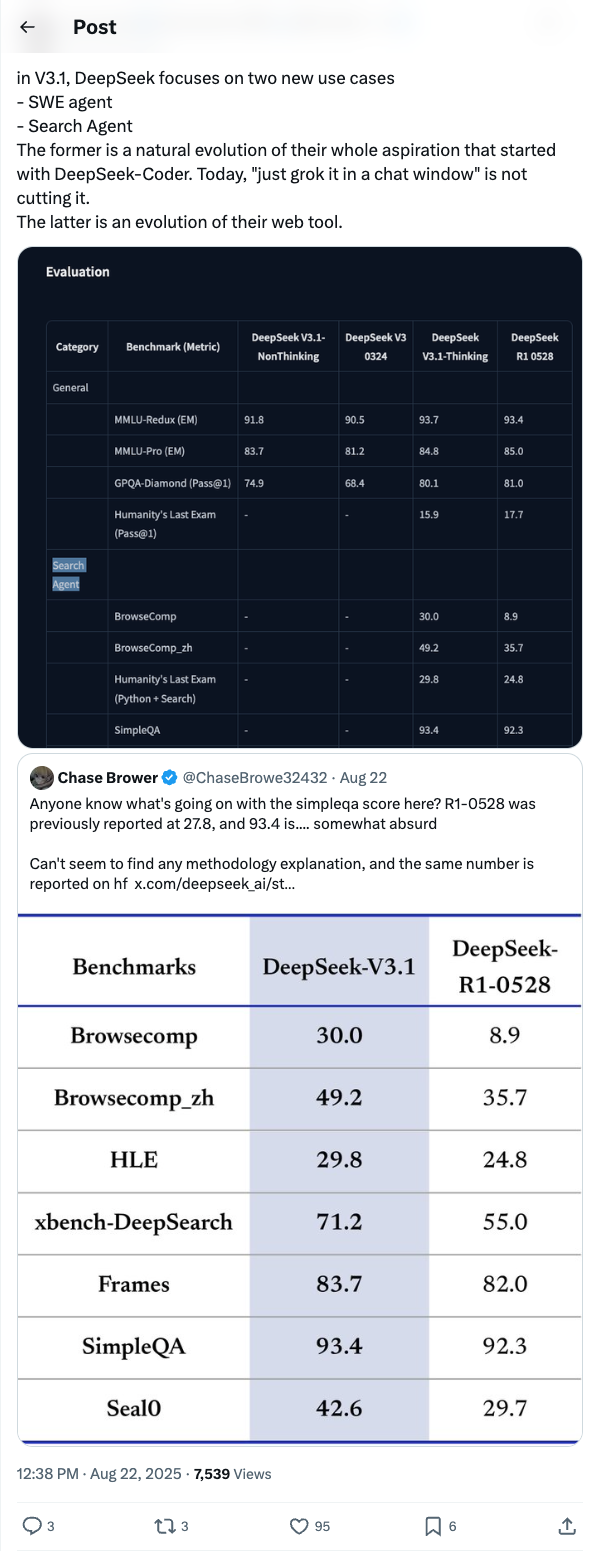 Post
in V3.1, DeepSeek focuses on two new use cases
- SWE agent
- Search Agent
The former is a natural evolution of their whole aspiration that started
with DeepSeek-Coder. Today, "just grok it in a chat window" is not
cutting it.
The latter is an evolution of their web tool.
Evaluation
Category Benchmark (Metric) DeepSeek V3.1-NonThinking DeepSeek V3 0324 DeepSeek V3.1-Thinking DeepSeek R1 0528
General
MMLU-Redux (EM) 91.8 90.5 93.7 93.4
MMLU-Pro (EM) 83.7 81.2 84.8 85.0
GPQA-Diamond (Pass@1) 74.9 68.4 80.1 81.0
Humanity's Last Exam (Pass@1) - - 15.9 17.7
Search Agent
BrowseComp - - 30.0 8.9
BrowseComp_zh - - 49.2 35.7
Humanity's Last Exam (Python + Search) - - 29.8 24.8
SimpleQA - - 93.4 92.3
Chase Brower @ChaseBrowe32432 · Aug 22
Anyone know what's going on with the simpleqa score here? R1-0528 was
previously reported at 27.8, and 93.4 is.... somewhat absurd
Can't seem to find any methodology explanation, and the same number is
reported on hf x.com/deepseek_ai/st...
Benchmarks DeepSeek-V3.1 DeepSeek-R1-0528
Browsecomp 30.0 8.9
Browsecomp_zh 49.2 35.7
HLE 29.8 24.8
xbench-DeepSearch 71.2 55.0
Frames 83.7 82.0
SimpleQA 93.4 92.3
Seal0 42.6 29.7
12:38 PM · Aug 22, 2025 · 7,539 Views
3 3 95 6